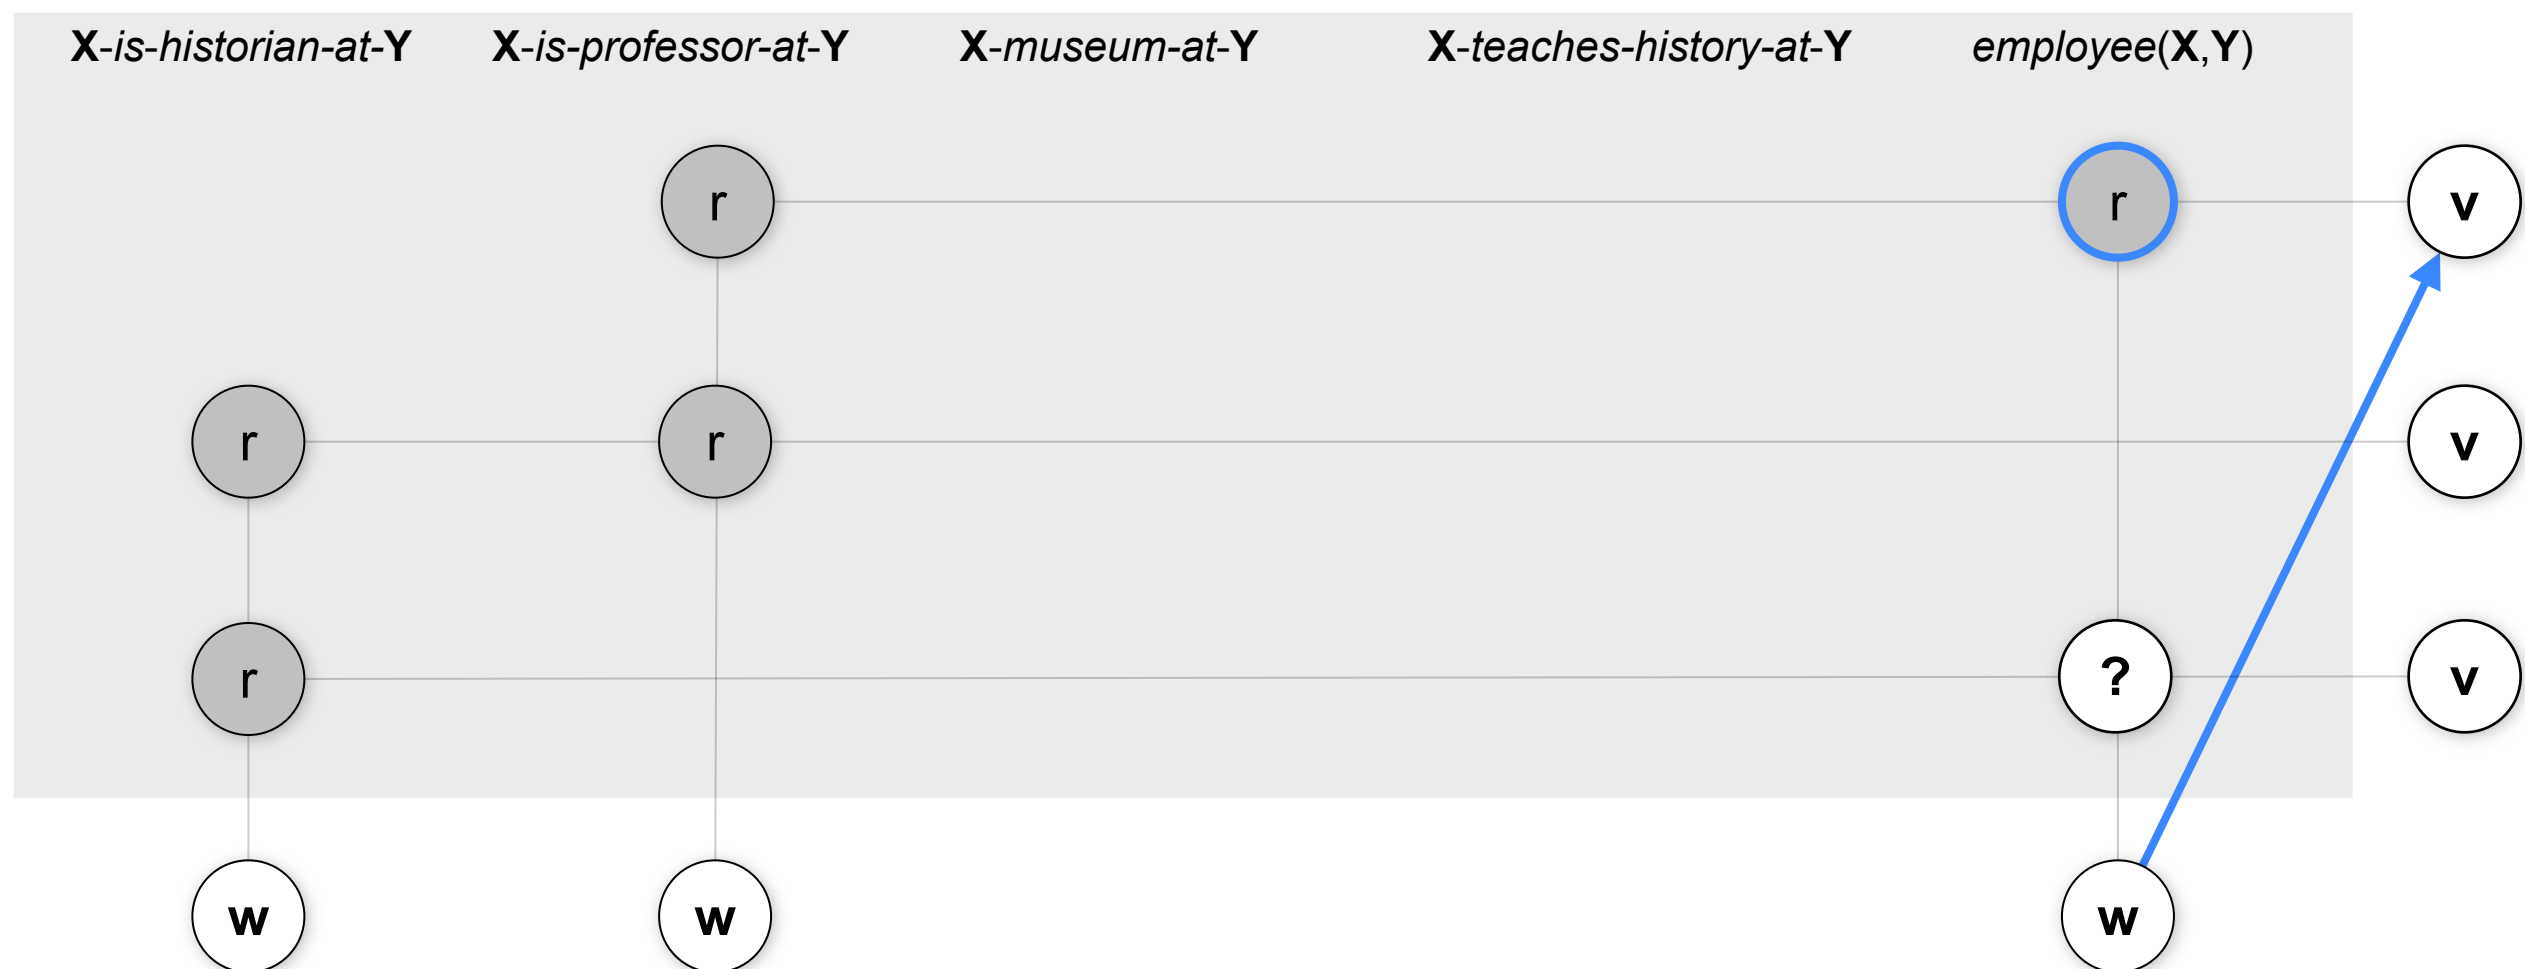 X-is-historian-at-Y X-is-professor-at-Y X-museum-at-Y X-teaches-history-at-Y employee(X,Y)
r r v
r r v
r ? v
w w w